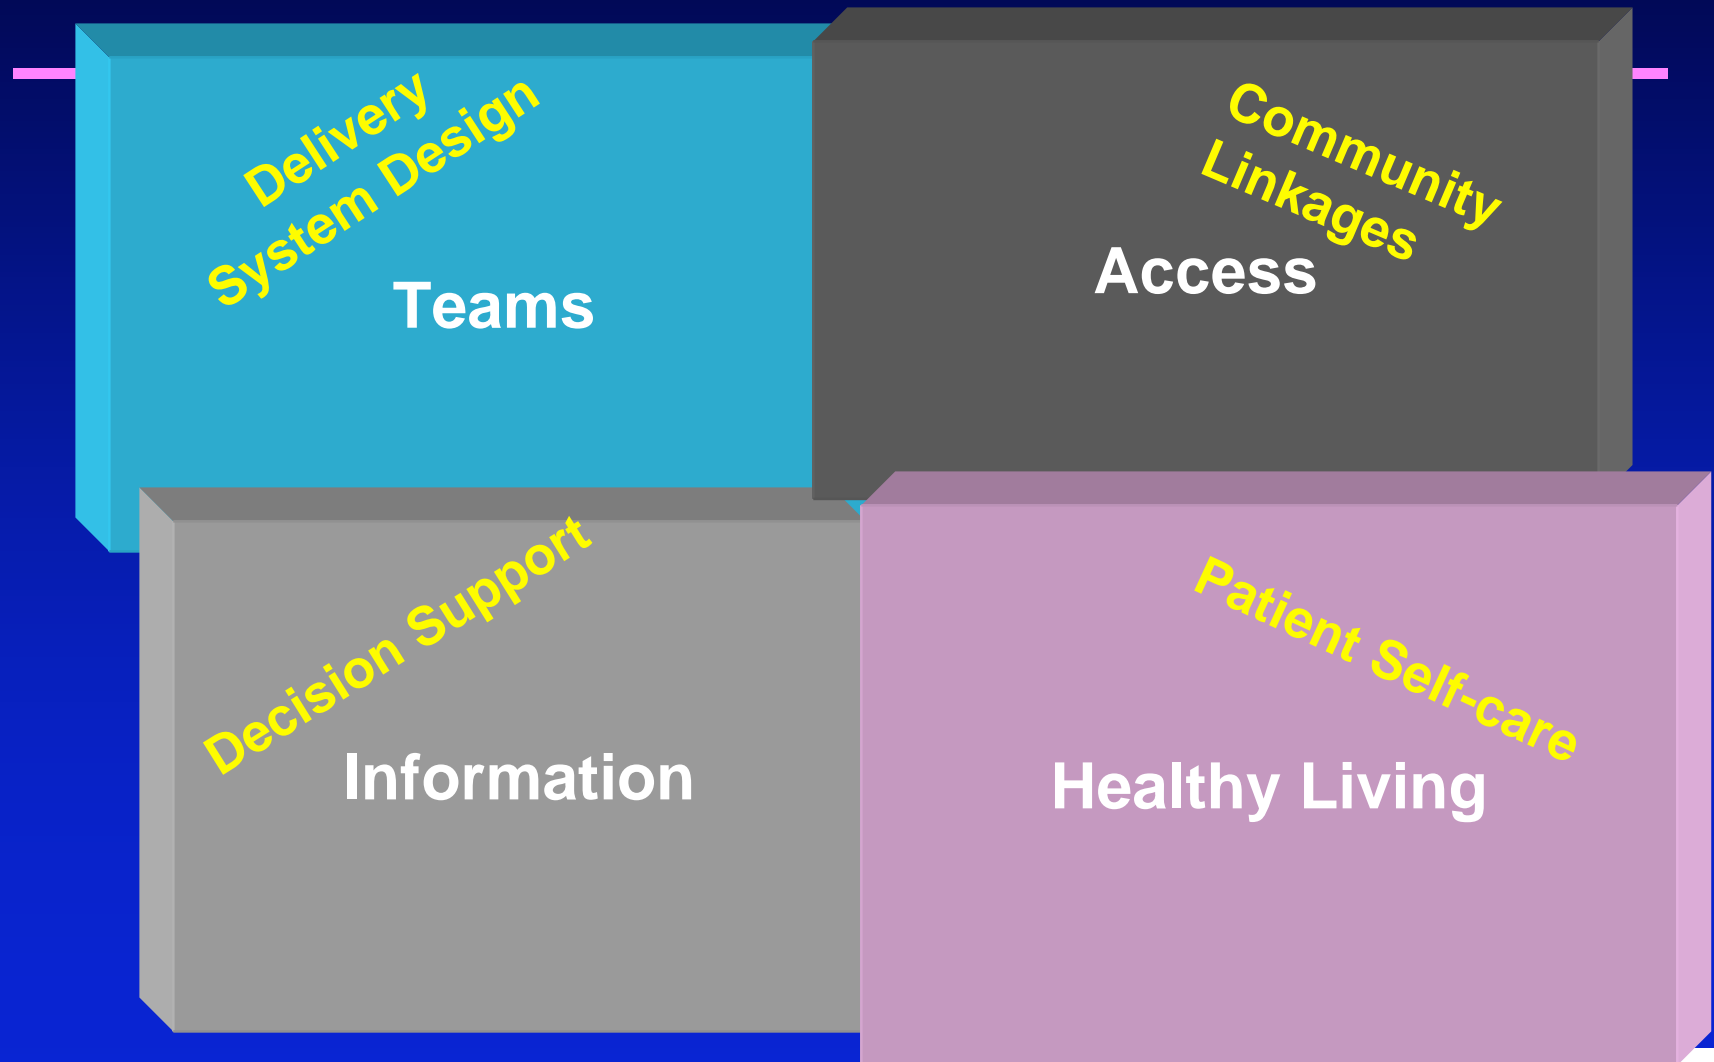 Delivery
System Design
Teams
Community
Linkages
Access
Decision Support
Information
Patient Self-care
Healthy Living